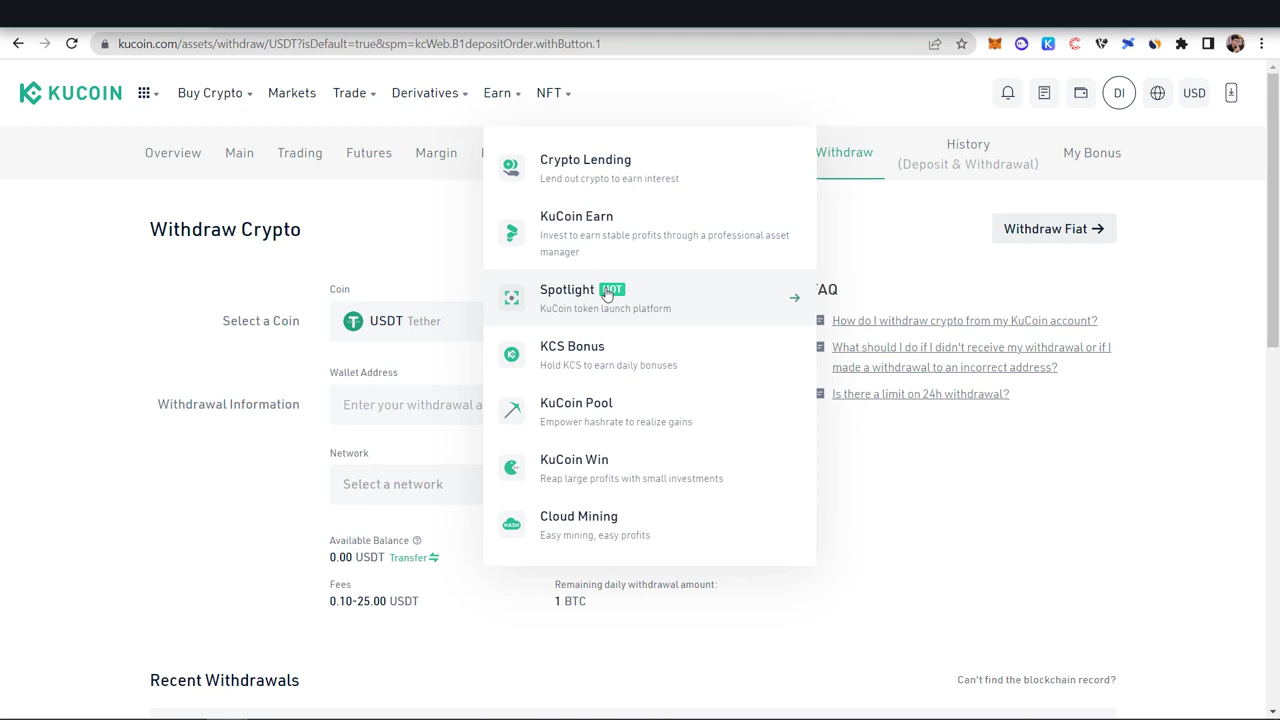 kucoin.com/assets/withdraw/USDT?isDefault=true&spm=kcWeb.B1depositOrder.withButton.1
KUCOIN
Buy Crypto
Markets
Trade
Derivatives
Earn
NFT
DI
USD
Overview
Main
Trading
Futures
Margin
Withdraw
History
(Deposit & Withdrawal)
My Bonus
Crypto Lending
Lend out crypto to earn interest
KuCoin Earn
Invest to earn stable profits through a professional asset
manager
Spotlight
KuCoin token launch platform
KCS Bonus
Hold KCS to earn daily bonuses
KuCoin Pool
Empower hashrate to realize gains
KuCoin Win
Reap large profits with small investments
HASH
Cloud Mining
Easy mining, easy profits
Withdraw Crypto
Withdraw Fiat
Coin
Select a Coin
USDT Tether
Wallet Address
Withdrawal Information
Enter your withdrawal a
Network
Select a network
Available Balance
0.00 USDT Transfer
Fees
0.10-25.00 USDT
Remaining daily withdrawal amount:
1 BTC
AQ
How do I withdraw crypto from my KuCoin account?
What should I do if I didn't receive my withdrawal or if I
made a withdrawal to an incorrect address?
Is there a limit on 24h withdrawal?
Recent Withdrawals
Can't find the blockchain record?